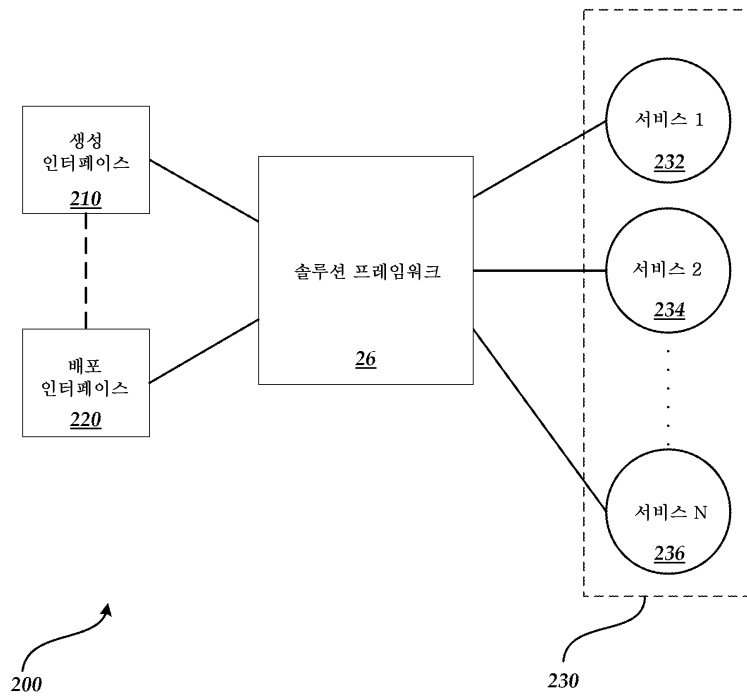 생성
인터페이스
210
배포
인터페이스
220
솔루션 프레임워크
26
서비스 1
232
서비스 2
234
서비스 N
236
200
230